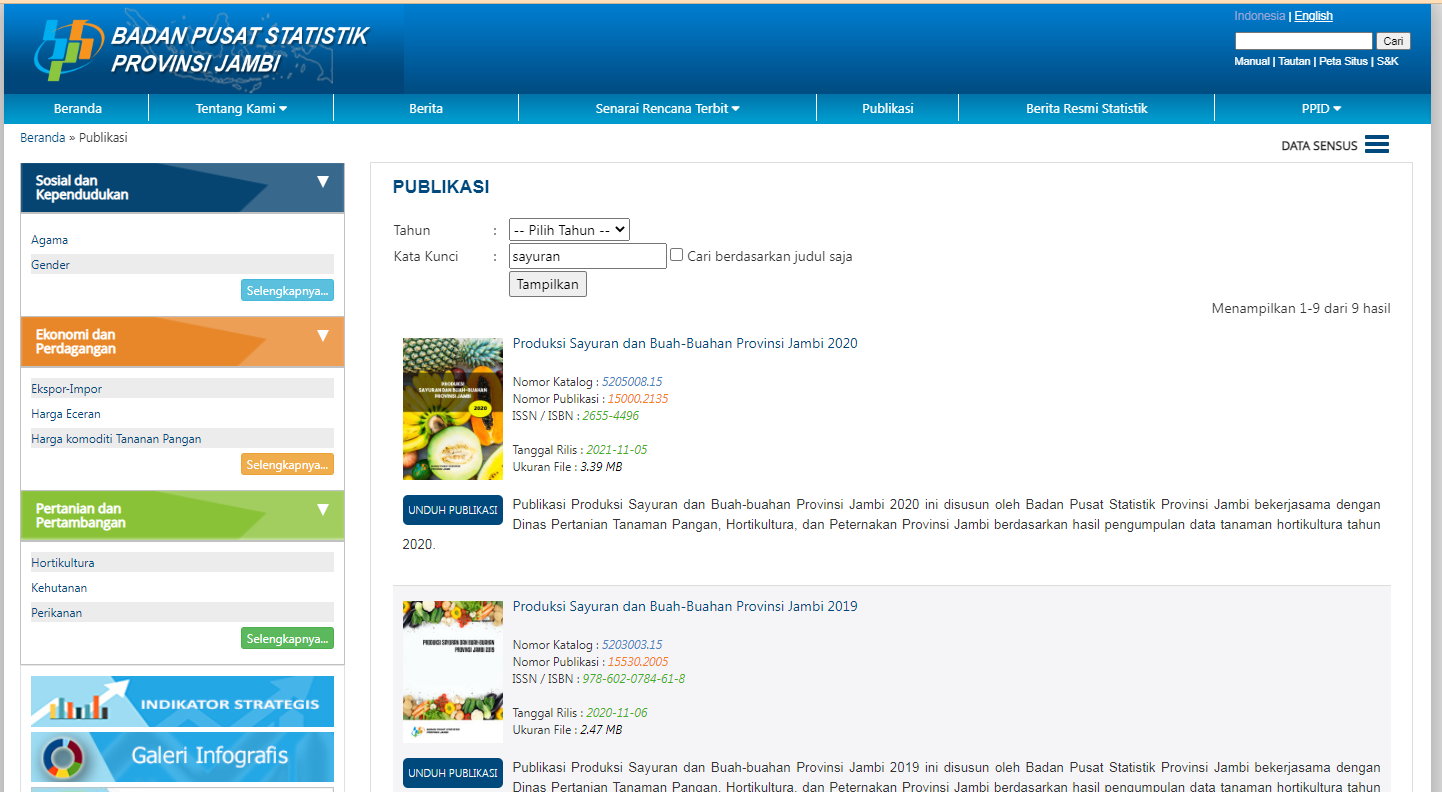 BADAN PUSAT STATISTIK
PROVINSI JAMBI
Indonesia | English
Cari
Manual | Tautan | Peta Situs | S&K
Beranda Tentang Kami Berita Senarai Rencana Terbit Publikasi Berita Resmi Statistik PPID
Beranda » Publikasi
DATA SENSUS
Sosial dan
Kependudukan
Agama
Gender
Selengkapnya...
Ekonomi dan
Perdagangan
Ekspor-Impor
Harga Eceran
Harga komoditi Tananan Pangan
Selengkapnya...
Pertanian dan
Pertambangan
Hortikultura
Kehutanan
Perikanan
Selengkapnya...
INDIKATOR STRATEGIS
Galeri Infografis
PUBLIKASI
Tahun : -- Pilih Tahun --
Kata Kunci : sayuran Cari berdasarkan judul saja
Tampilkan
Menampilkan 1-9 dari 9 hasil
PRODUKSI
SAYURAN DAN BUAH-BUAHAN
PROVINSI JAMBI
2020
Produksi Sayuran dan Buah-Buahan Provinsi Jambi 2020
Nomor Katalog : 5205008.15
Nomor Publikasi : 15000.2135
ISSN / ISBN : 2655-4496
Tanggal Rilis : 2021-11-05
Ukuran File : 3.39 MB
UNDUH PUBLIKASI
Publikasi Produksi Sayuran dan Buah-buahan Provinsi Jambi 2020 ini disusun oleh Badan Pusat Statistik Provinsi Jambi bekerjasama dengan
Dinas Pertanian Tanaman Pangan, Hortikultura, dan Peternakan Provinsi Jambi berdasarkan hasil pengumpulan data tanaman hortikultura tahun
2020.
PRODUKSI SAYURAN DAN BUAH-BUAHAN
PROVINSI JAMBI 2019
Produksi Sayuran dan Buah-Buahan Provinsi Jambi 2019
Nomor Katalog : 5203003.15
Nomor Publikasi : 15530.2005
ISSN / ISBN : 978-602-0784-61-8
Tanggal Rilis : 2020-11-06
Ukuran File : 2.47 MB
UNDUH PUBLIKASI
Publikasi Produksi Sayuran dan Buah-buahan Provinsi Jambi 2019 ini disusun oleh Badan Pusat Statistik Provinsi Jambi bekerjasama dengan
Dinas Pertanian Tanaman Pangan, Hortikultura, dan Peternakan Provinsi Jambi berdasarkan hasil pengumpulan data tanaman hortikultura tahun